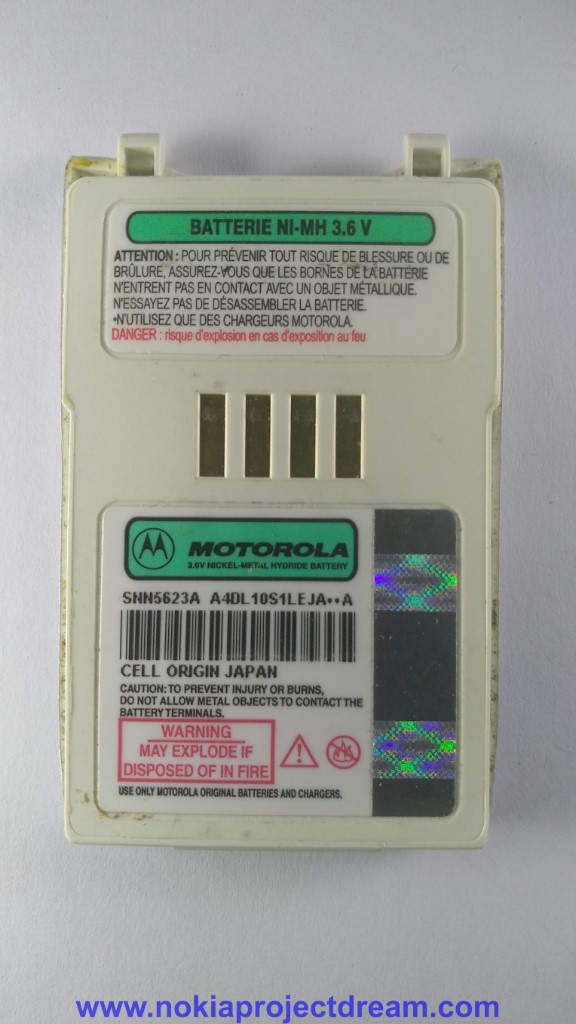 BATTERIE NI-MH 3.6 V
ATTENTION : POUR PRÉVENIR TOUT RISQUE DE BLESSURE OU DE
BRÛLURE, ASSUREZ-VOUS QUE LES BORNES DE LA BATTERIE
N'ENTRENT PAS EN CONTACT AVEC UN OBJET MÉTALLIQUE.
N'ESSAYEZ PAS DE DÉSASSEMBLER LA BATTERIE.
•N'UTILISEZ QUE DES CHARGEURS MOTOROLA.
DANGER : risque d'explosion en cas d'exposition au feu
MOTOROLA
3.6V NICKEL-METAL HYDRIDE BATTERY
SNN5623A A4DL10S1LEJA••A
CELL ORIGIN JAPAN
CAUTION: TO PREVENT INJURY OR BURNS,
DO NOT ALLOW METAL OBJECTS TO CONTACT THE
BATTERY TERMINALS.
WARNING
MAY EXPLODE IF
DISPOSED OF IN FIRE
USE ONLY MOTOROLA ORIGINAL BATTERIES AND CHARGERS.
www.nokiaprojectdream.com